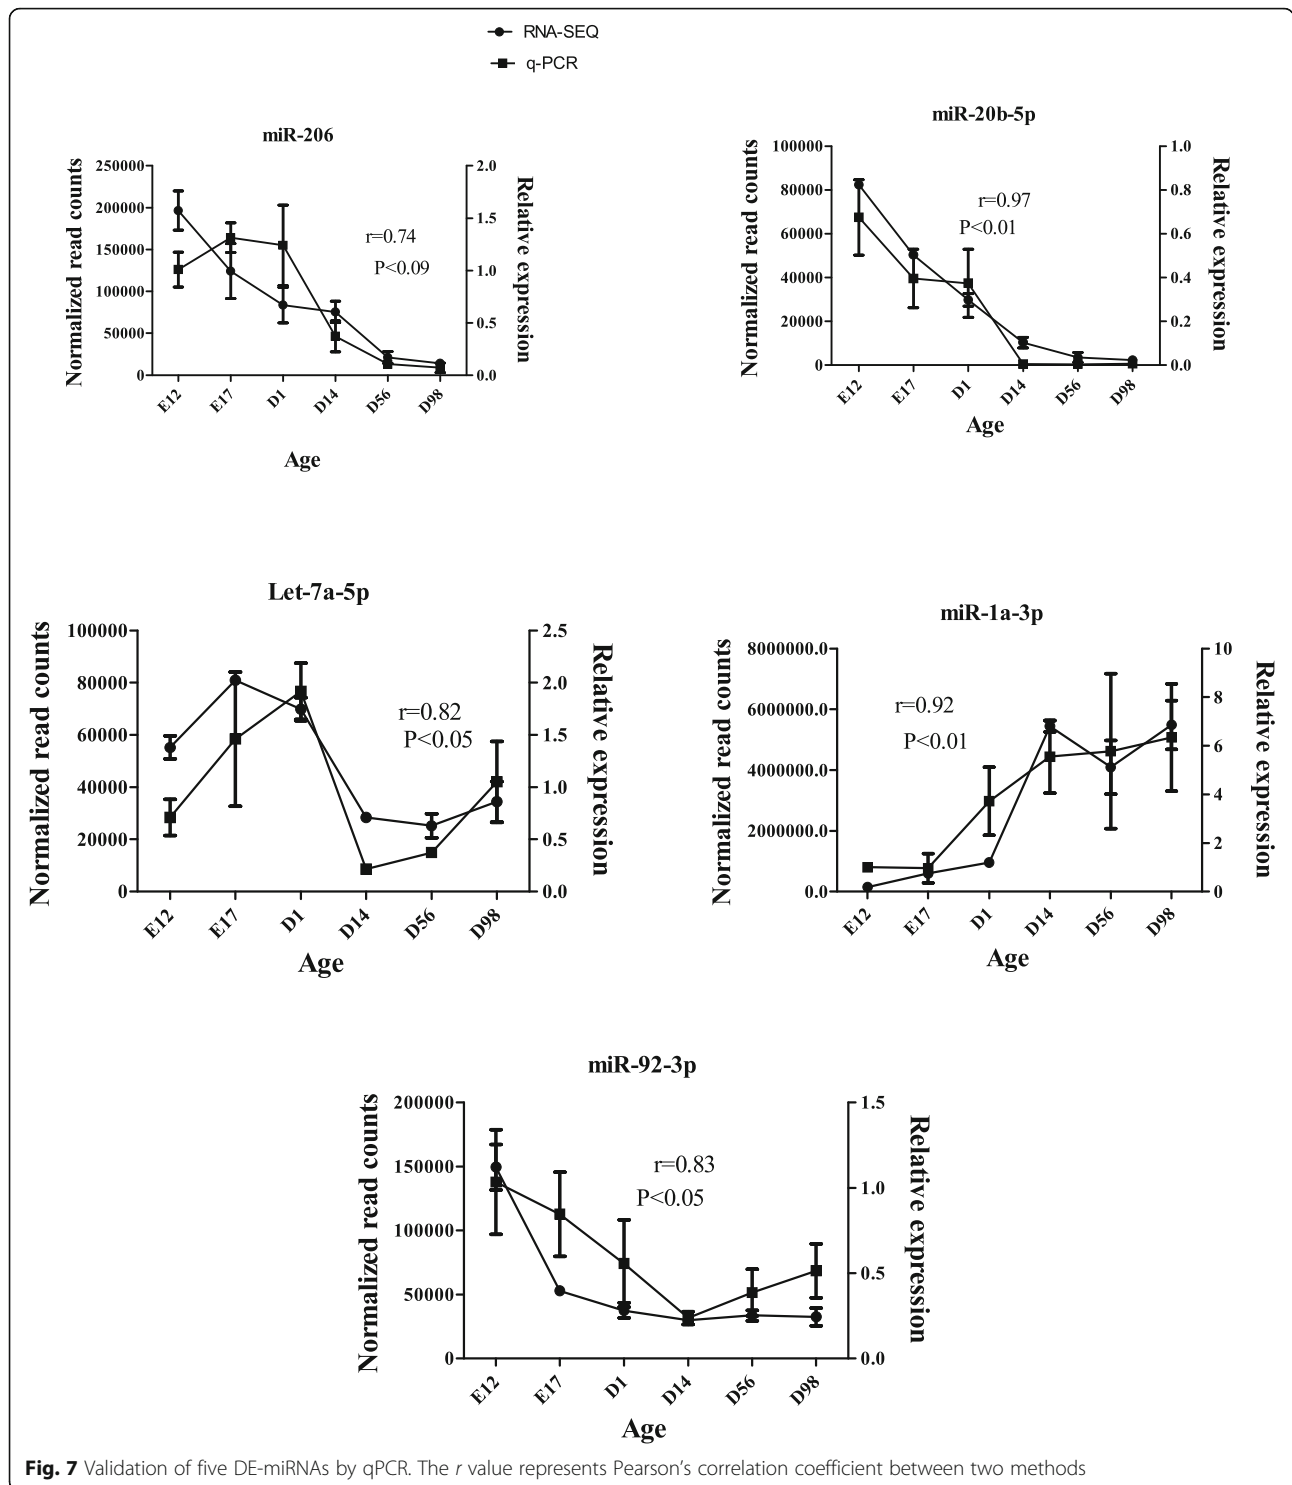 RNA-SEQ
q-PCR
miR-206
Normalized read counts
250000
200000
150000
100000
50000
0
2.0
1.5
1.0
0.5
0.0
Relative expression
r=0.74
P<0.09
E12 E17 D1 D14 D56 D98
Age
miR-20b-5p
Normalized read counts
100000
80000
60000
40000
20000
0
1.0
0.8
0.6
0.4
0.2
0.0
Relative expression
r=0.97
P<0.01
E12 E17 D1 D14 D56 D98
Age
Let-7a-5p
Normalized read counts
100000
80000
60000
40000
20000
0
2.5
2.0
1.5
1.0
0.5
0.0
Relative expression
r=0.82
P<0.05
E12 E17 D1 D14 D56 D98
Age
miR-1a-3p
Normalized read counts
8000000.0
6000000.0
4000000.0
2000000.0
0.0
10
8
6
4
2
0
Relative expression
r=0.92
P<0.01
E12 E17 D1 D14 D56 D98
Age
miR-92-3p
Normalized read counts
200000
150000
100000
50000
0
1.5
1.0
0.5
0.0
Relative expression
r=0.83
P<0.05
E12 E17 D1 D14 D56 D98
Age
Fig. 7 Validation of five DE-miRNAs by qPCR. The r value represents Pearson's correlation coefficient between two methods